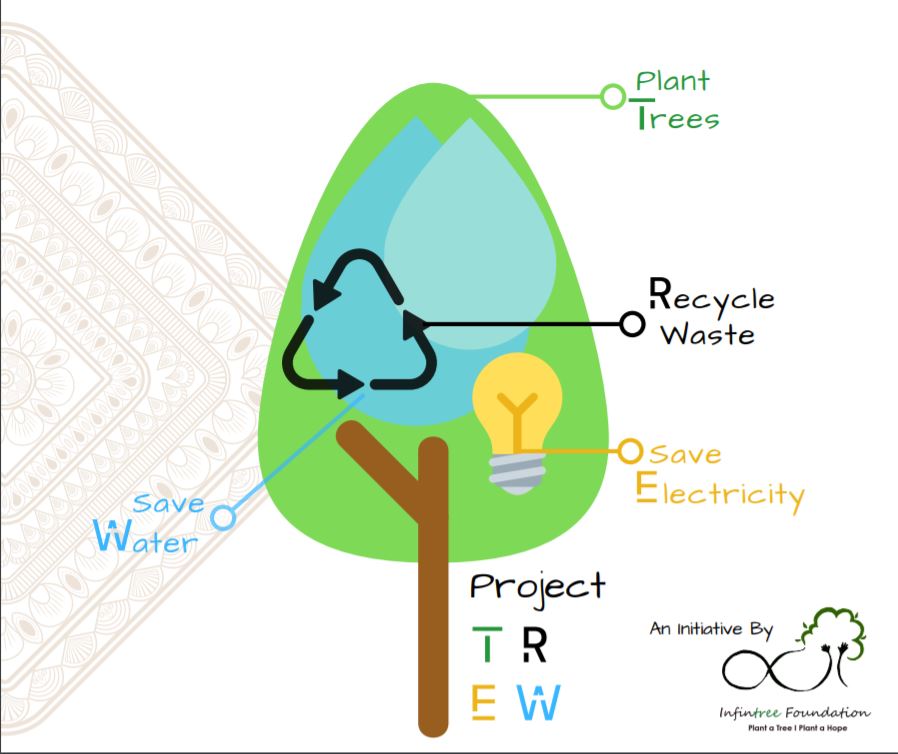 Plant
Trees
Recycle
Waste
Save
Electricity
Save
Water
Project
T R
E W
An Initiative By
Infintree Foundation
Plant a Tree I Plant a Hope